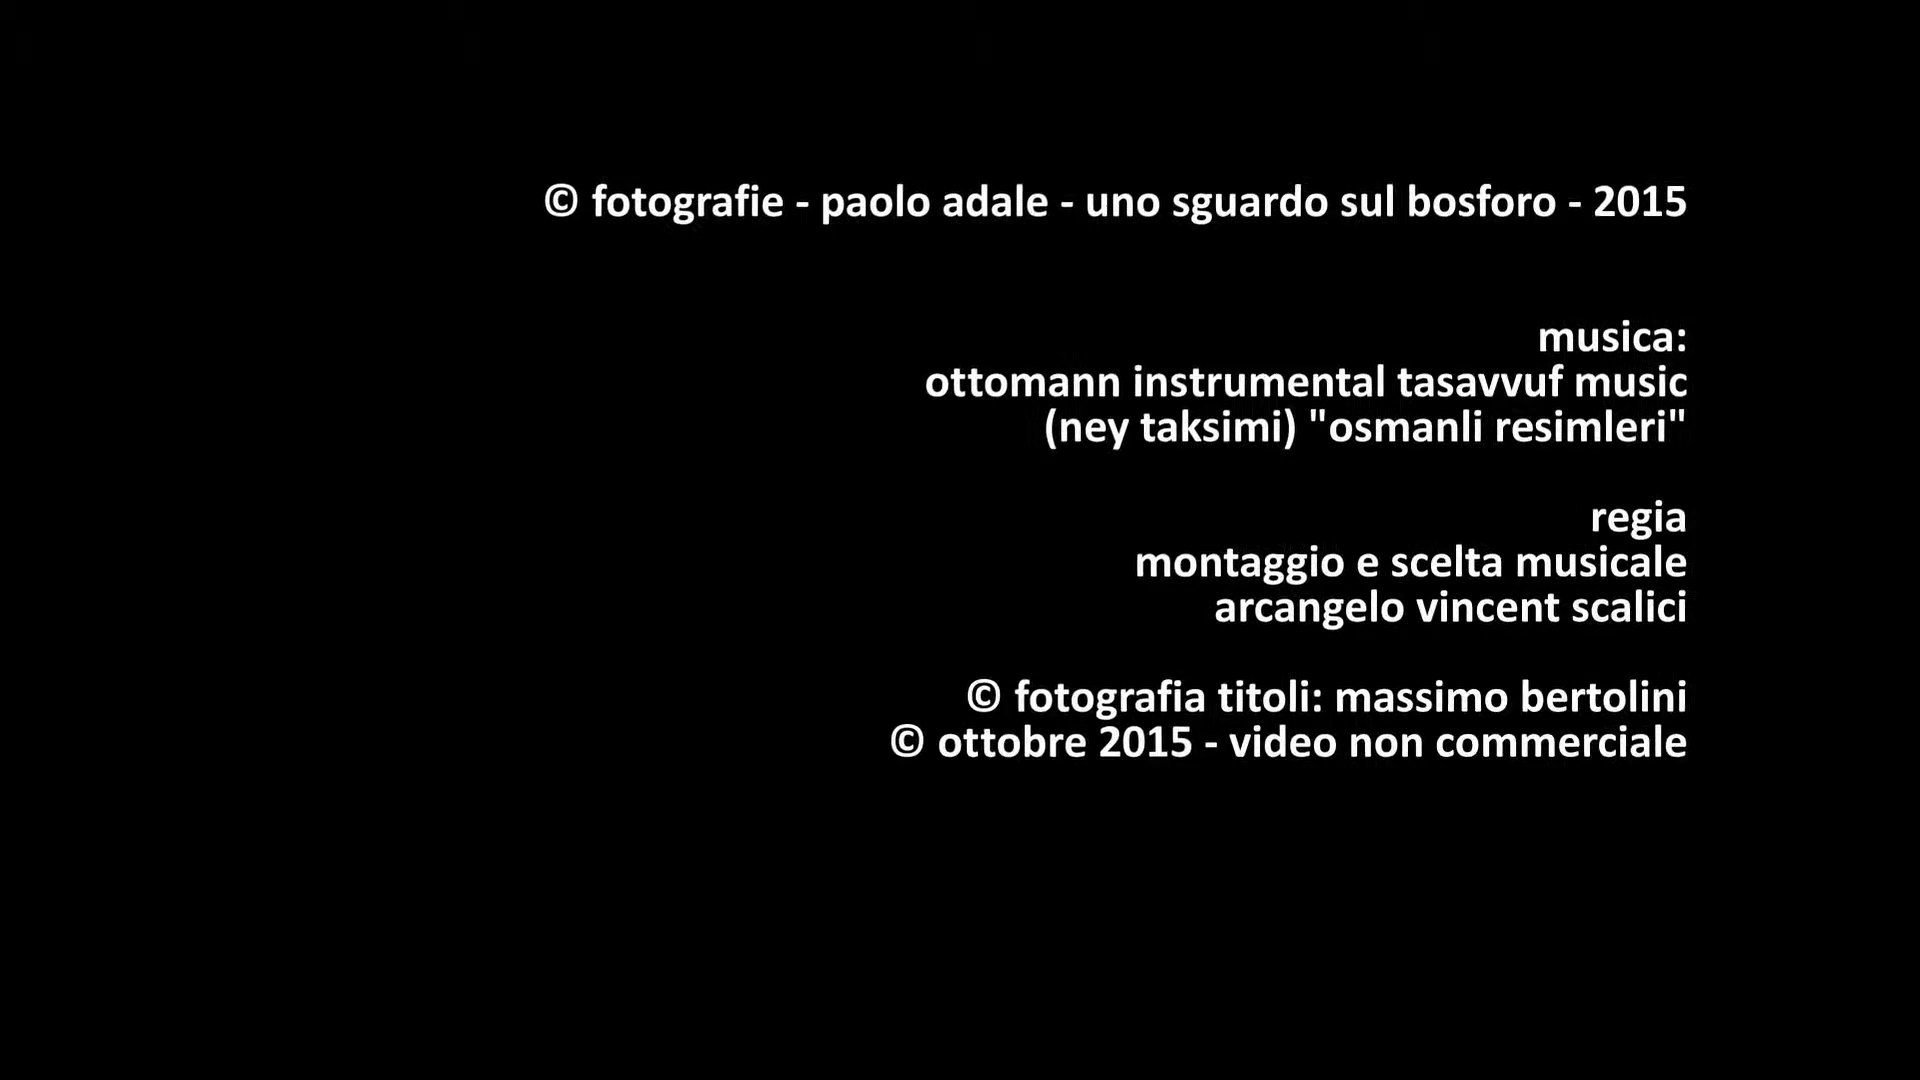 © fotografie - paolo adale - uno sguardo sul bosforo - 2015
musica:
ottomann instrumental tasavvuf music
(ney taksimi) "osmanli resimleri"
regia
montaggio e scelta musicale
arcangelo vincent scalici
© fotografia titoli: massimo bertolini
© ottobre 2015 - video non commerciale